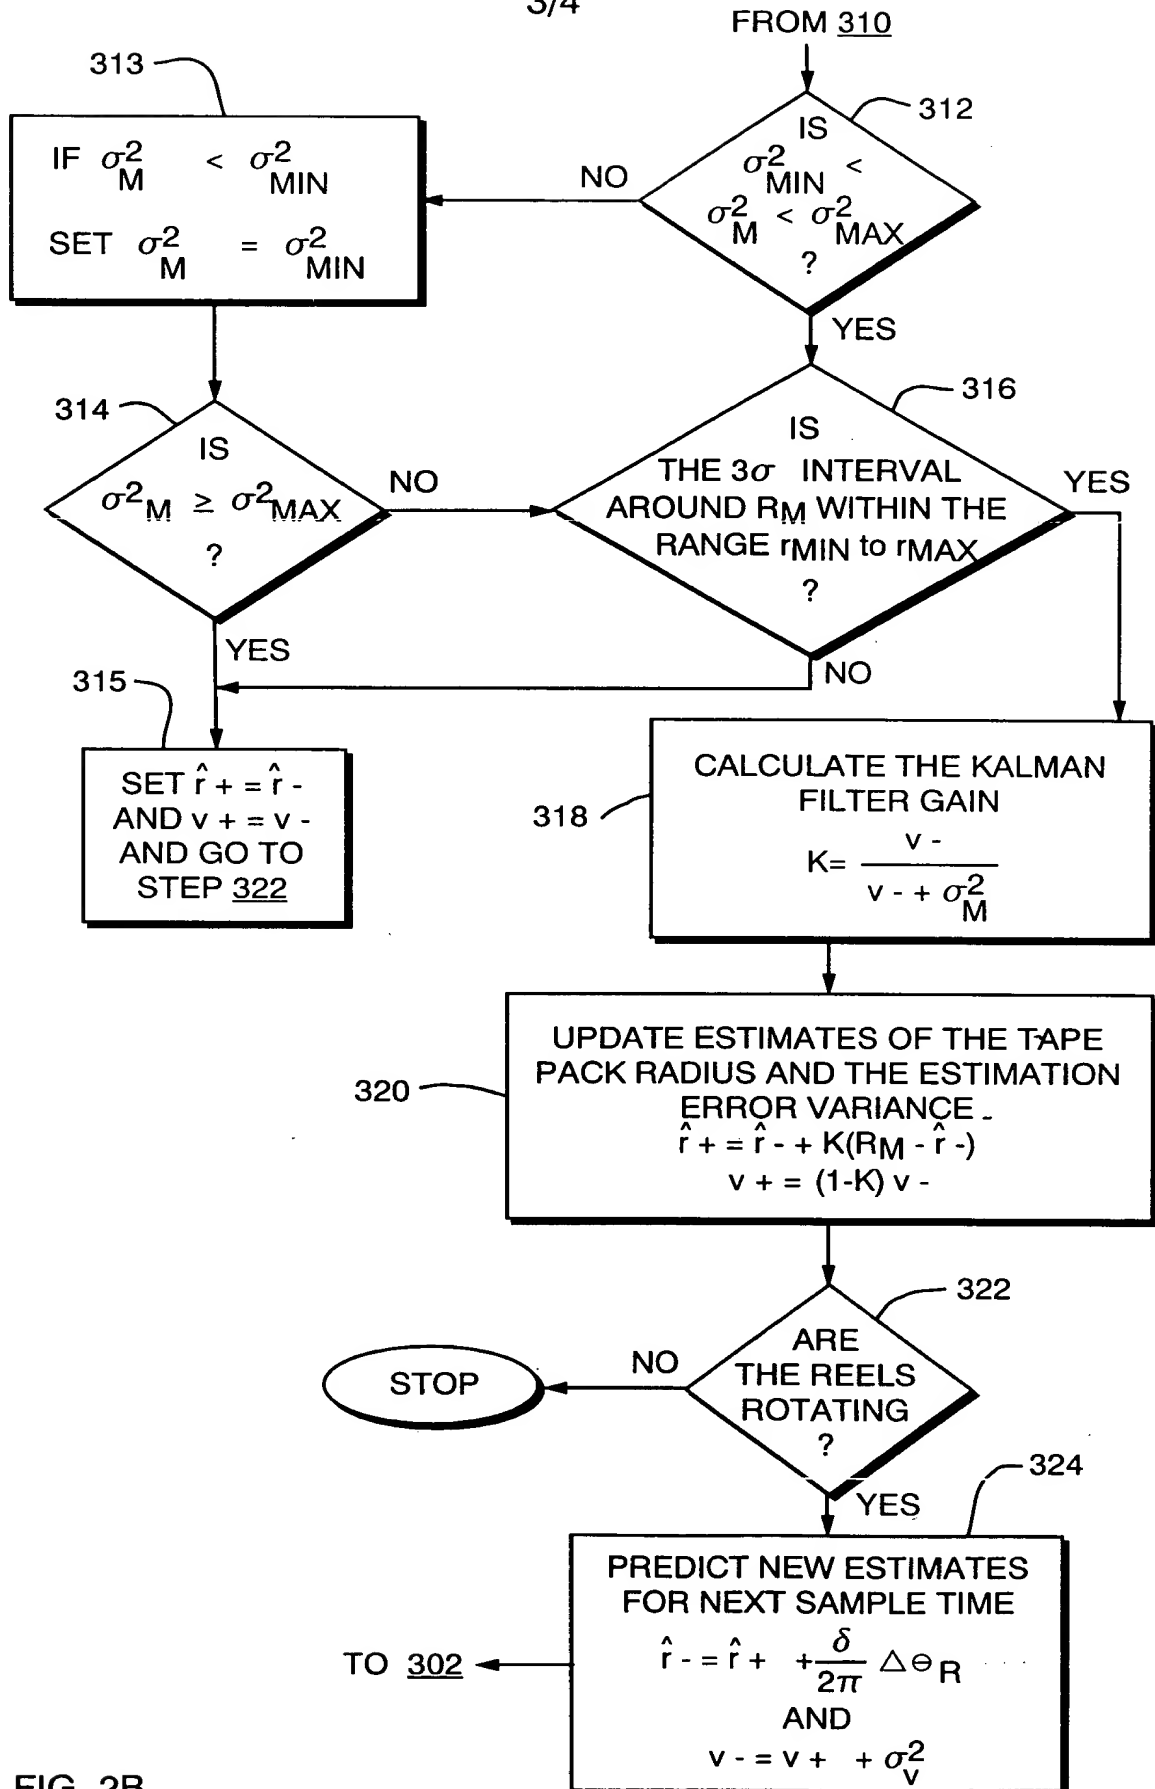 3/4
FROM 310
313
IF σ²M < σ²MIN
SET σ²M = σ²MIN
312
IS
σ²MIN <
σ²M < σ²MAX
?
NO
YES
314
IS
σ²M ≥ σ²MAX
?
NO
YES
316
IS
THE 3σ INTERVAL
AROUND RM WITHIN THE
RANGE rMIN to rMAX
?
YES
NO
315
SET r̂ + = r̂ -
AND v + = v -
AND GO TO
STEP 322
318
CALCULATE THE KALMAN
FILTER GAIN
K= v - / v - + σ²M
320
UPDATE ESTIMATES OF THE TAPE
PACK RADIUS AND THE ESTIMATION
ERROR VARIANCE
r̂ + = r̂ - + K(RM - r̂ -)
v + = (1-K) v -
322
ARE
THE REELS
ROTATING
?
NO
STOP
YES
324
PREDICT NEW ESTIMATES
FOR NEXT SAMPLE TIME
r̂ - = r̂ + + δ/2π ΔΘR
AND
v - = v + + σ²v
TO 302
FIG. 2B